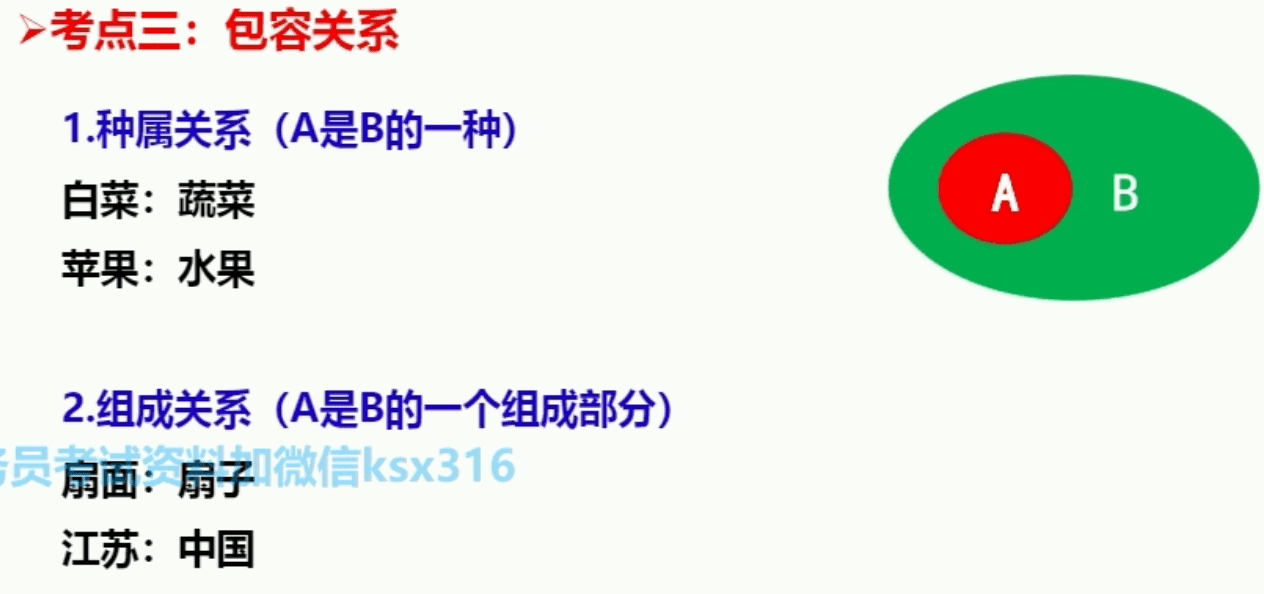 ➢考点三：包容关系
1.种属关系（A是B的一种）
白菜：蔬菜
苹果：水果
A B
2.组成关系（A是B的一个组成部分）
员考试资料加微信ksx316
扇面：扇子
江苏：中国